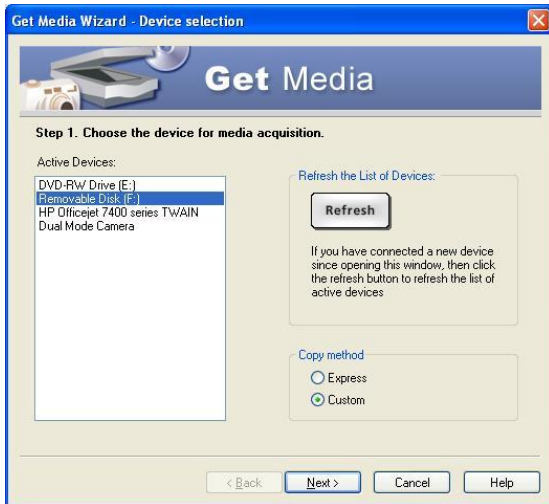 Get Media Wizard - Device selection
Get Media
Step 1. Choose the device for media acquisition.
Active Devices:
DVD-RW Drive (E:)
Removable Disk (F:)
HP Officejet 7400 series TWAIN
Dual Mode Camera
Refresh the List of Devices:
Refresh
If you have connected a new device
since opening this window, then click
the refresh button to refresh the list of
active devices
Copy method
Express
Custom
< Back
Next >
Cancel
Help